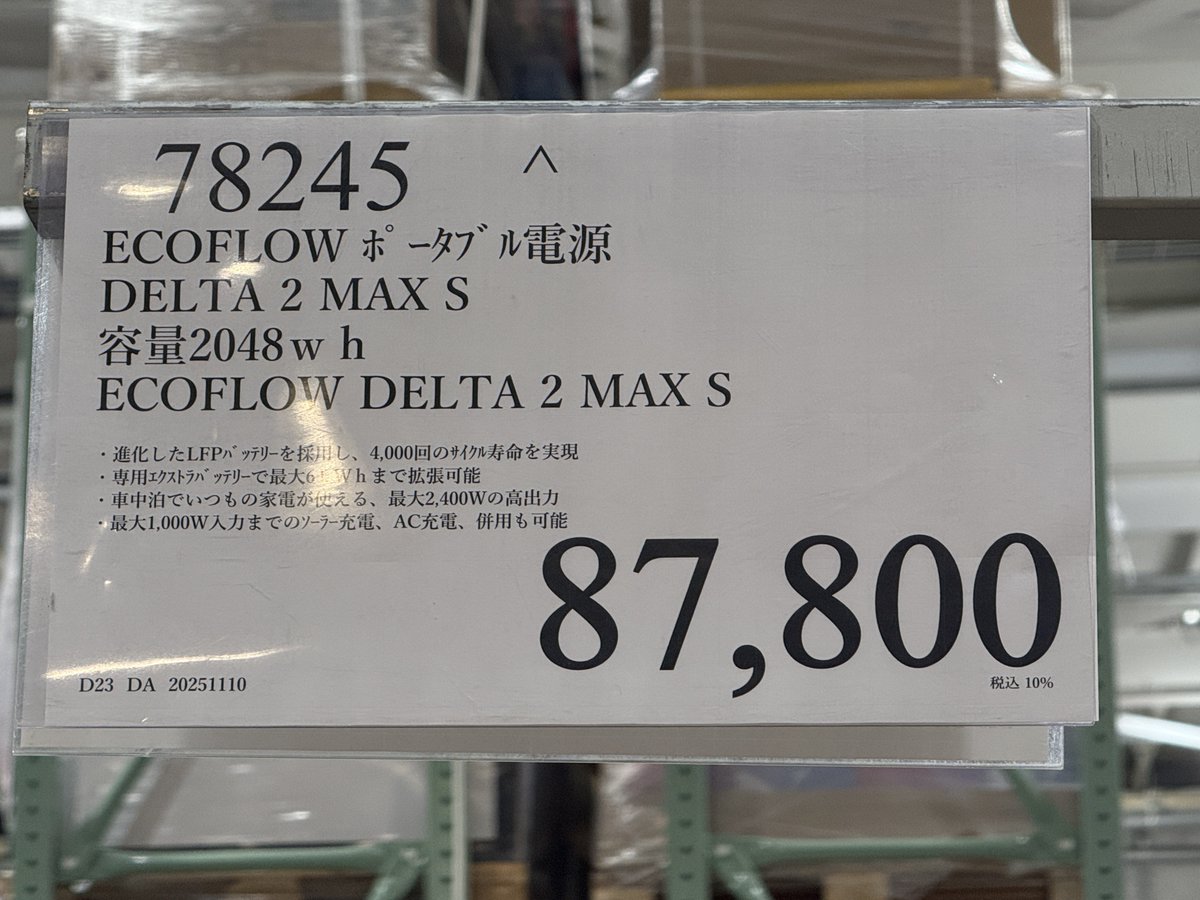 78245 ^
ECOFLOW ﾎﾟｰﾀﾌﾞﾙ電源
DELTA 2 MAX S
容量2048ｗｈ
ECOFLOW DELTA 2 MAX S
・進化したLFPﾊﾞｯﾃﾘｰを採用し、4,000回のｻｲｸﾙ寿命を実現
・専用ｴｸｽﾄﾗﾊﾞｯﾃﾘｰで最大 まで拡張可能
・車中泊でいつもの家電が使える、最大2,400Wの高出力
・最大1,000W入力までのｿｰﾗｰ充電、AC充電、併用も可能
87,800
税込 10%
D23 DA 20251110